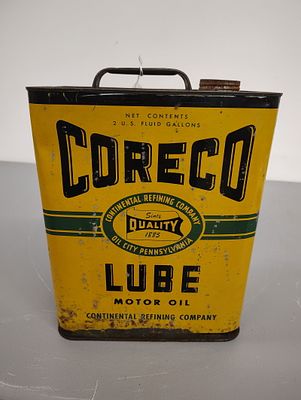 NET CONTENTS
2 U.S. FLUID GALLONS
CORECO
CONTINENTAL REFINING COMPANY
Since
QUALITY
1885
OIL CITY PENNSYLVANIA
LUBE
MOTOR OIL
CONTINENTAL REFINING COMPANY